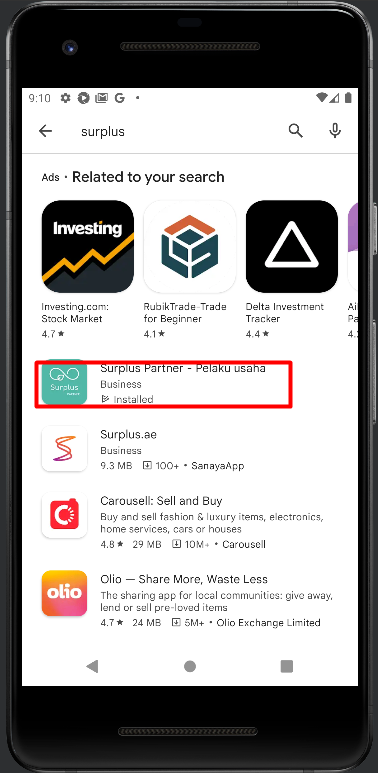 9:10
surplus
Ads · Related to your search
Investing
Investing.com:
Stock Market
4.7 ★
RubikTrade-Trade
for Beginner
4.1 ★
Delta Investment
Tracker
4.4 ★
Surplus
Surplus Partner - Pelaku usaha
Business
Installed
Surplus.ae
Business
9.3 MB 100+ • SanayaApp
Carousell: Sell and Buy
Buy and sell fashion & luxury items, electronics,
home services, cars or houses
4.8 ★ 29 MB 10M+ • Carousell
olio
Olio — Share More, Waste Less
The sharing app for local communities: give away,
lend or sell pre-loved items
4.7 ★ 24 MB 5M+ • Olio Exchange Limited